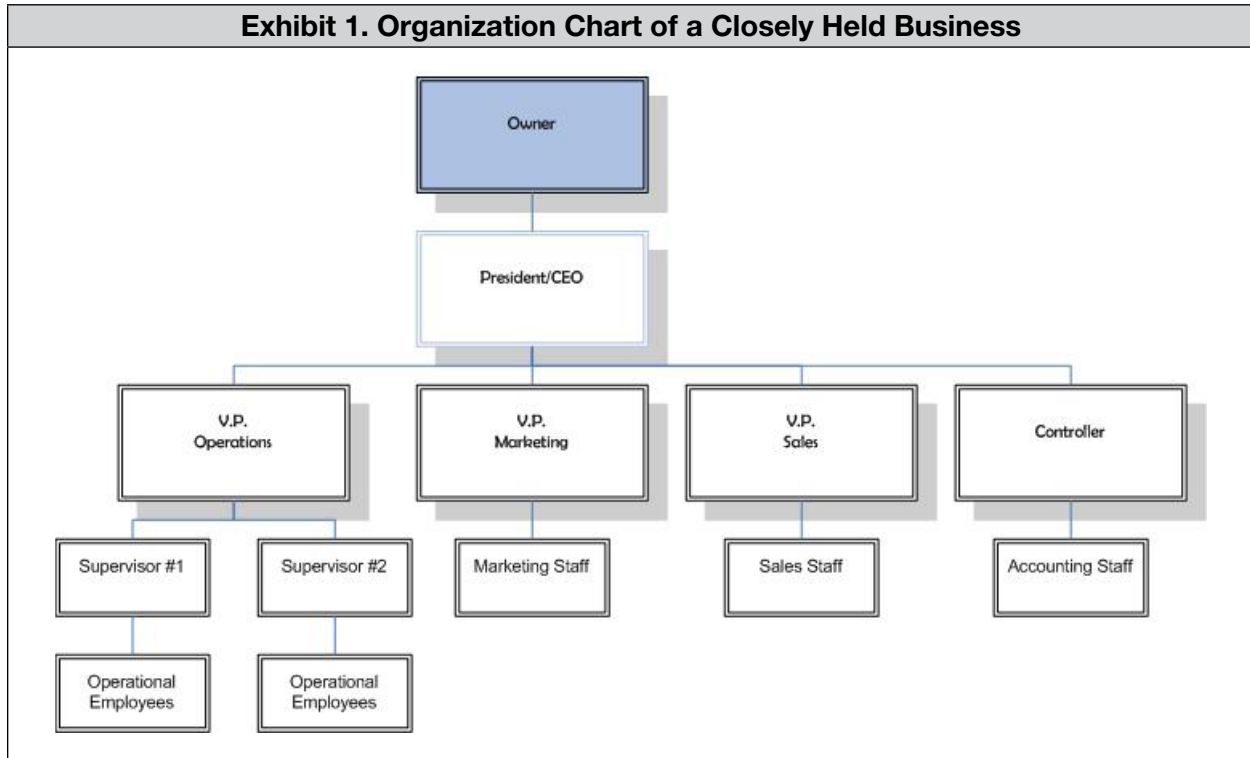 Exhibit 1. Organization Chart of a Closely Held Business
Owner
President/CEO
V.P.
Operations
V.P.
Marketing
V.P.
Sales
Controller
Supervisor #1
Supervisor #2
Marketing Staff
Sales Staff
Accounting Staff
Operational
Employees
Operational
Employees